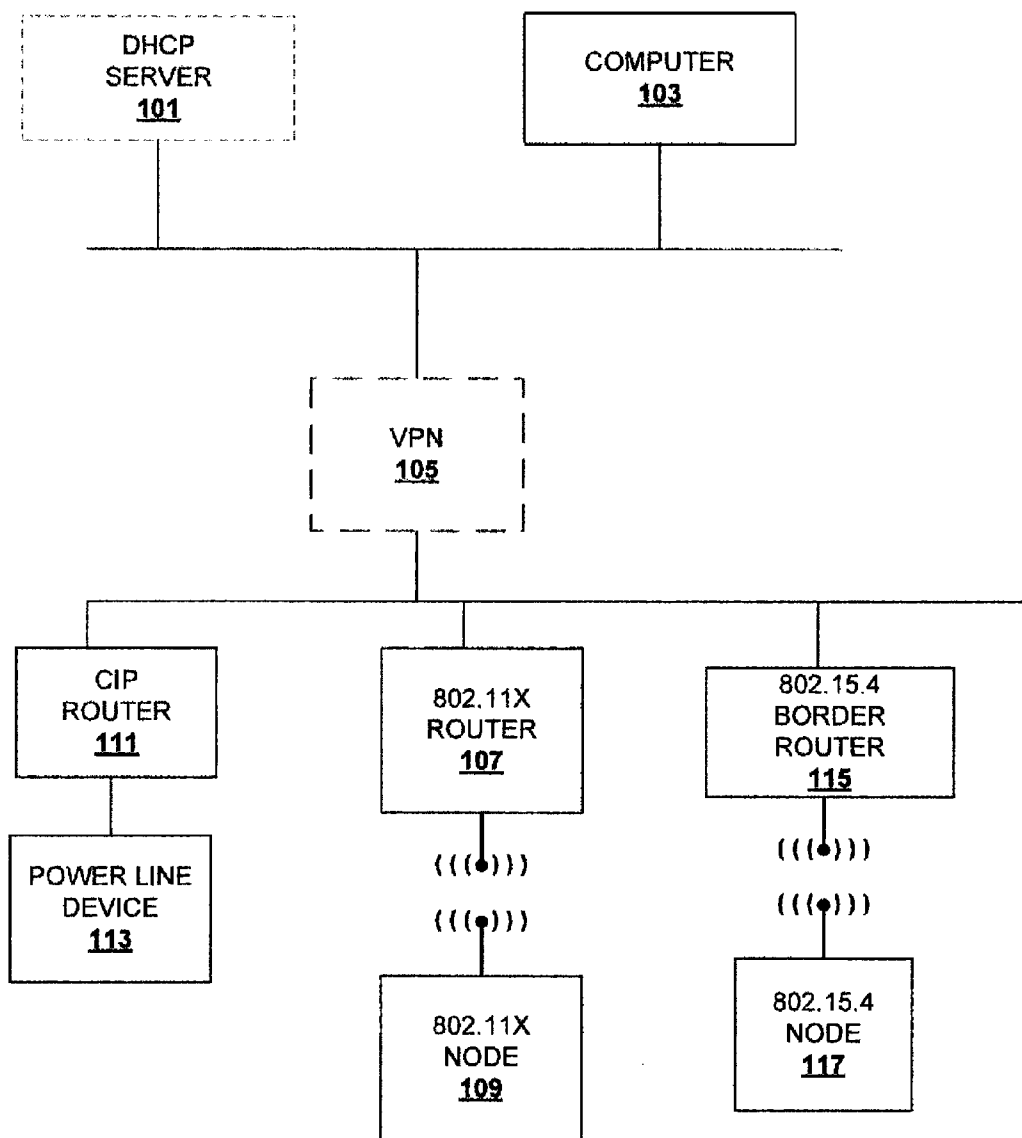 DHCP
SERVER
101
COMPUTER
103
VPN
105
CIP
ROUTER
111
802.11X
ROUTER
107
802.15.4
BORDER
ROUTER
115
POWER LINE
DEVICE
113
802.11X
NODE
109
802.15.4
NODE
117